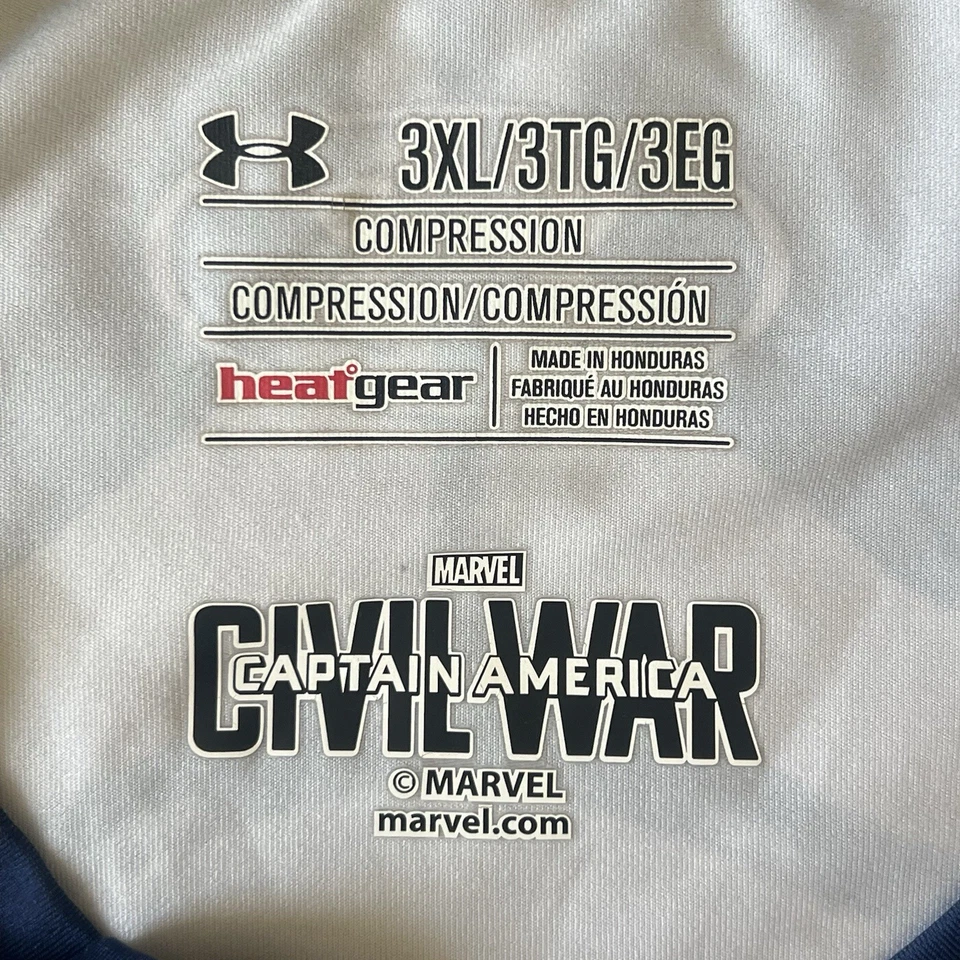 3XL/3TG/3EG
COMPRESSION
COMPRESSION/COMPRESSIÓN
heatgear
MADE IN HONDURAS
FABRIQUÉ AU HONDURAS
HECHO EN HONDURAS
MARVEL
CIVIL WAR
CAPTAIN AMERICA
© MARVEL
marvel.com